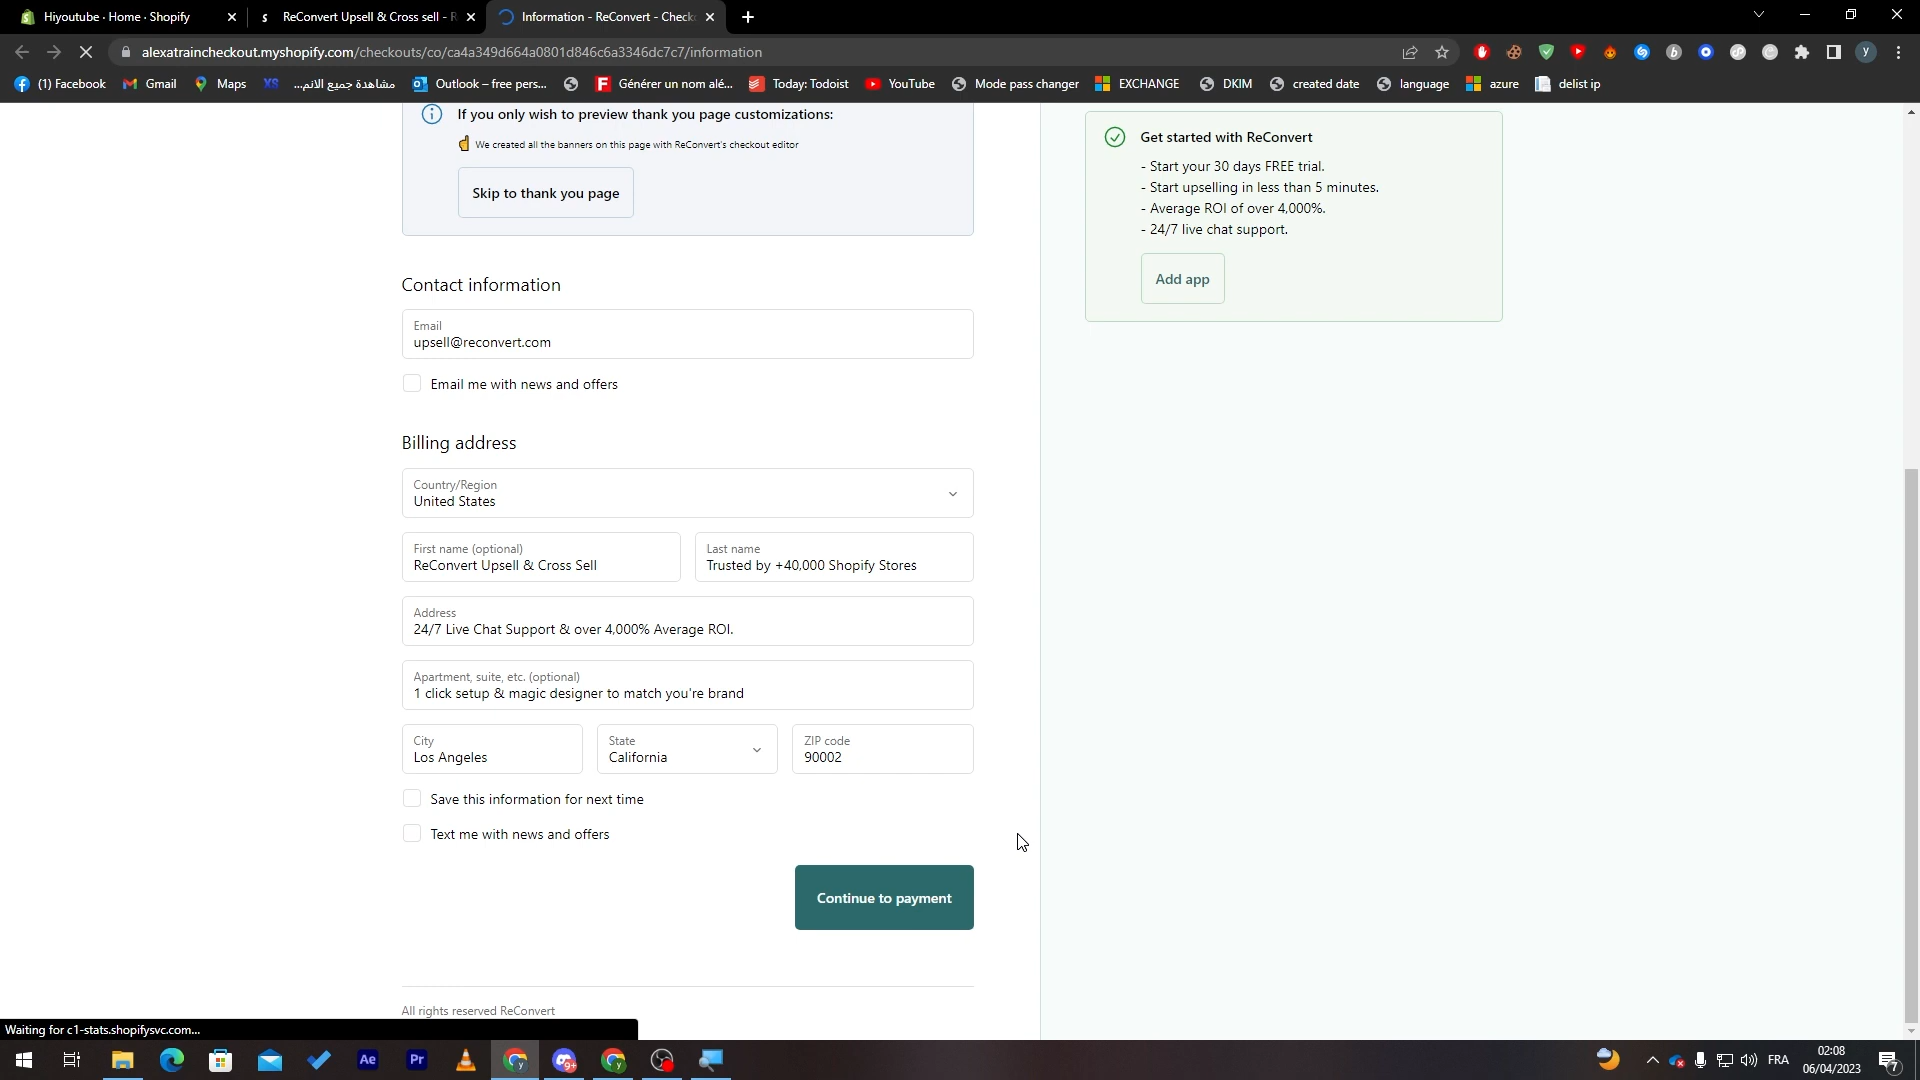 Hiyoutube · Home · Shopify
ReConvert Upsell & Cross sell - R
Information - ReConvert - Check
alexatraincheckout.myshopify.com/checkouts/co/ca4a349d664a0801d846c6a3346dc7c7/information
(1) Facebook
Gmail
Maps
XS
مشاهدة جميع الانم...
Outlook – free pers...
Générer un nom alé...
Today: Todoist
YouTube
Mode pass changer
EXCHANGE
DKIM
created date
language
azure
delist ip
If you only wish to preview thank you page customizations:
We created all the banners on this page with ReConvert's checkout editor
Skip to thank you page
Get started with ReConvert
- Start your 30 days FREE trial.
- Start upselling in less than 5 minutes.
- Average ROI of over 4,000%.
- 24/7 live chat support.
Add app
Contact information
Email
upsell@reconvert.com
Email me with news and offers
Billing address
Country/Region
United States
First name (optional)
ReConvert Upsell & Cross Sell
Last name
Trusted by +40,000 Shopify Stores
Address
24/7 Live Chat Support & over 4,000% Average ROI.
Apartment, suite, etc. (optional)
1 click setup & magic designer to match you're brand
City
Los Angeles
State
California
ZIP code
90002
Save this information for next time
Text me with news and offers
Continue to payment
All rights reserved ReConvert
Waiting for c1-stats.shopifysvc.com...
Ae
Pr
FRA
02:08
06/04/2023
7